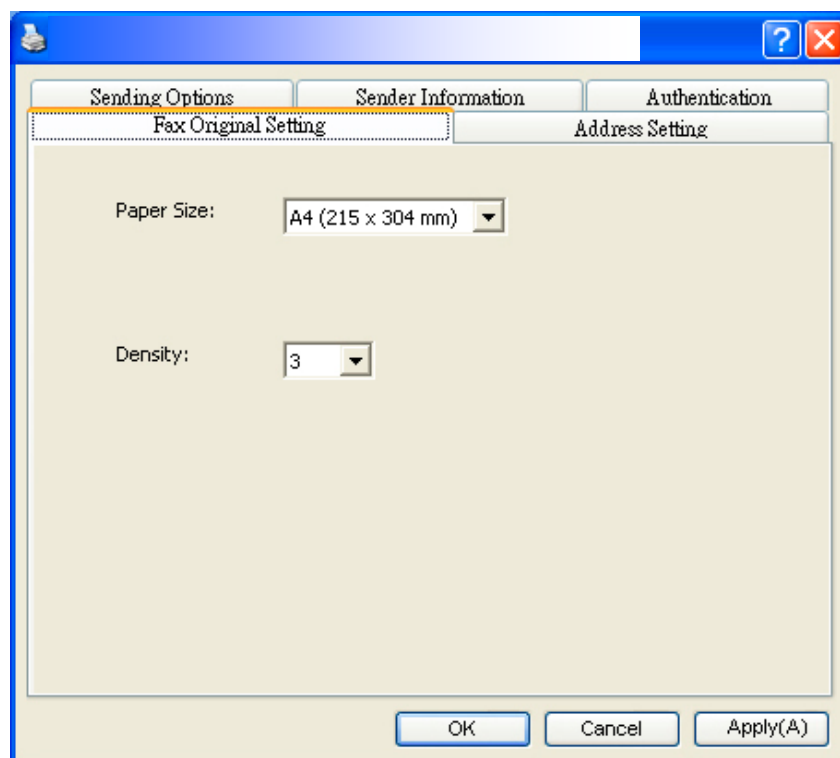 Sending Options
Sender Information
Authentication
Fax Original Setting
Address Setting
Paper Size:
A4 (215 x 304 mm)
Density:
3
OK
Cancel
Apply(A)